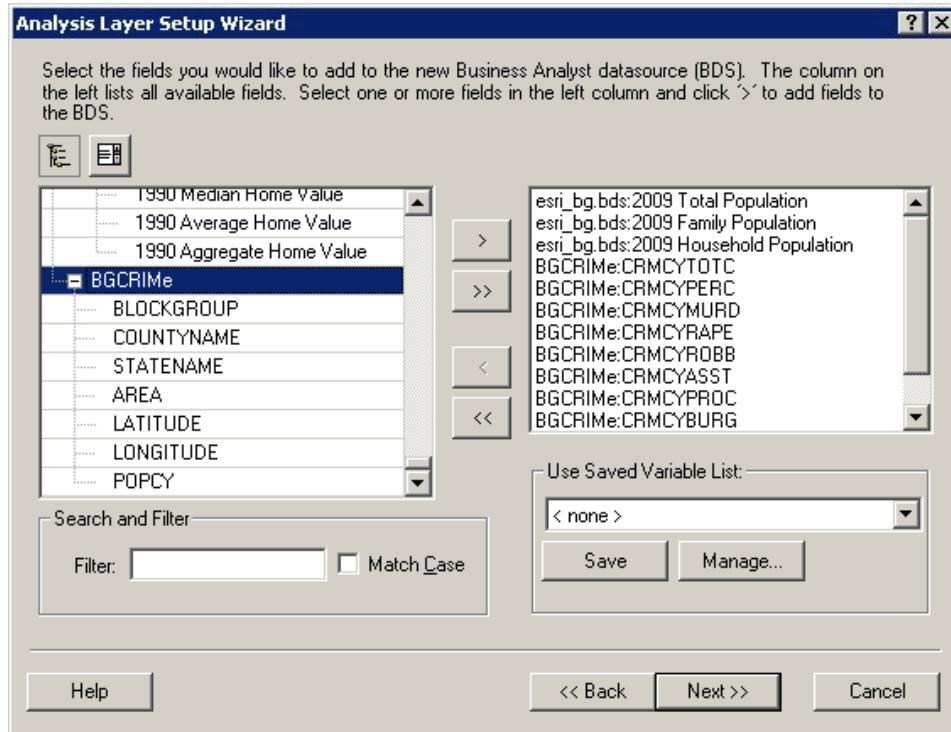 Analysis Layer Setup Wizard
Select the fields you would like to add to the new Business Analyst datasource (BDS). The column on
the left lists all available fields. Select one or more fields in the left column and click ´>´ to add fields to
the BDS.
1990 Median Home Value
1990 Average Home Value
1990 Aggregate Home Value
BGCRIMe
BLOCKGROUP
COUNTYNAME
STATENAME
AREA
LATITUDE
LONGITUDE
POPCY
>
>>
<
<<
esri_bg.bds:2009 Total Population
esri_bg.bds:2009 Family Population
esri_bg.bds:2009 Household Population
BGCRIMe:CRMCYTOTC
BGCRIMe:CRMCYPERC
BGCRIMe:CRMCYMURD
BGCRIMe:CRMCYRAPE
BGCRIMe:CRMCYROBB
BGCRIMe:CRMCYASST
BGCRIMe:CRMCYPROC
BGCRIMe:CRMCYBURG
Search and Filter
Filter:
Match Case
Use Saved Variable List:
< none >
Save
Manage...
Help
<< Back
Next >>
Cancel